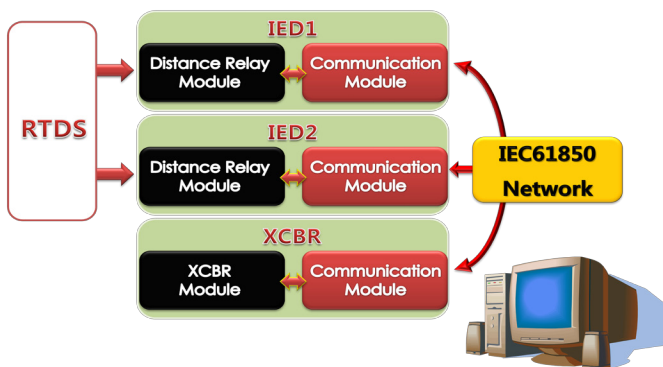 RTDS
IED1
Distance Relay
Module
Communication
Module
IED2
Distance Relay
Module
Communication
Module
IEC61850
Network
XCBR
XCBR
Module
Communication
Module